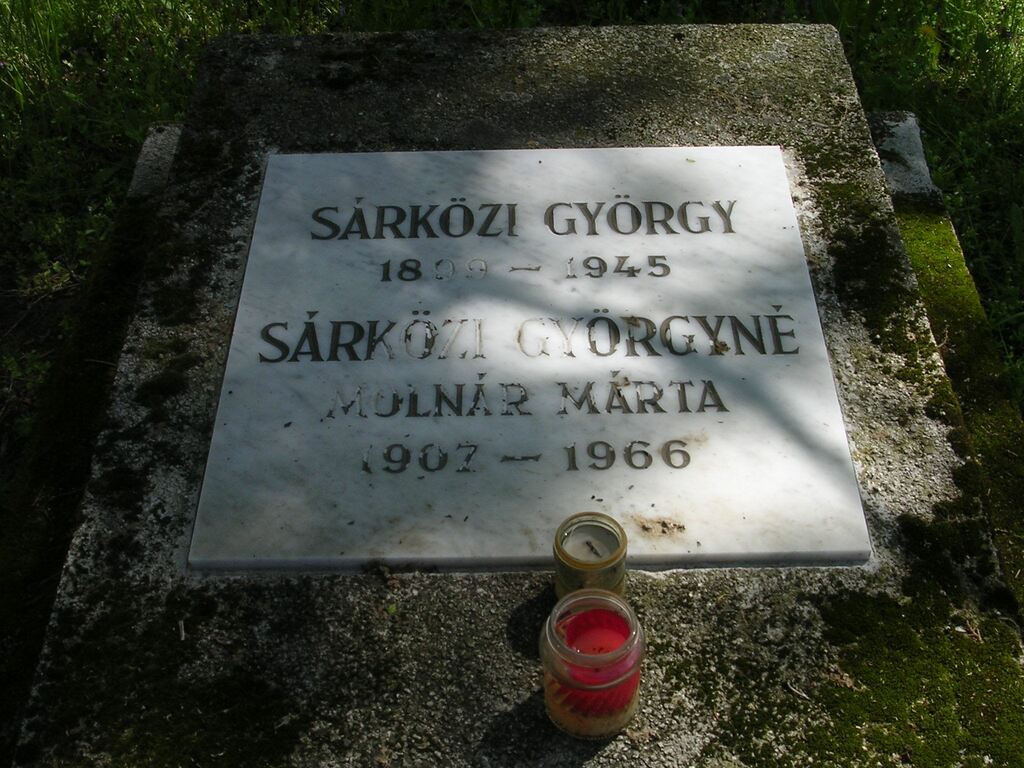 SÁRKÖZI GYÖRGY
1899 – 1945
SÁRKÖZI GYÖRGYNÉ
MOLNÁR MÁRTA
1907 – 1966